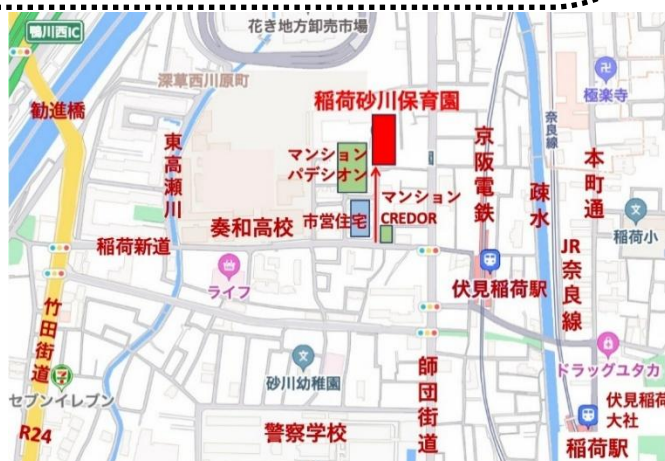 鴨川西IC
花き地方卸売市場
深草西川原町
稲荷砂川保育園
極楽寺
勧進橋
東高瀬川
マンション
パデシオン
京阪電鉄
奈良線
疏水
本町通
マンション
CREDOR
市営住宅
奏和高校
稲荷新道
稲荷小
ライフ
伏見稲荷駅
JR奈良線
竹田街道
砂川幼稚園
師団街道
ドラッグユタカ
セブンイレブン
R24
警察学校
伏見稲荷
大社
稲荷駅